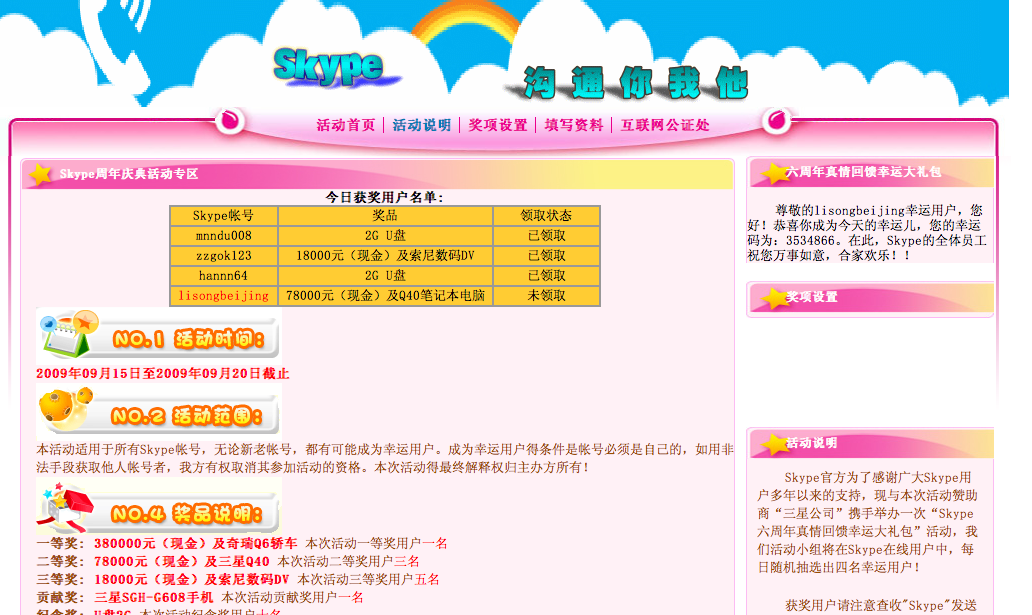 Skype
沟通你我他
活动首页 | 活动说明 | 奖项设置 | 填写资料 | 互联网公证处
Skype周年庆典活动专区
今日获奖用户名单:
Skype帐号 奖品 领取状态
mnndu008 2G U盘 已领取
zzgok123 18000元（现金）及索尼数码DV 已领取
hannn64 2G U盘 已领取
lisongbeijing 78000元（现金）及Q40笔记本电脑 未领取
NO.1 活动时间:
2009年09月15日至2009年09月20日截止
NO.2 活动范围:
本活动适用于所有Skype帐号，无论新老帐号，都有可能成为幸运用户。成为幸运用户得条件是帐号必须是自己的，如用非
法手段获取他人帐号者，我方有权取消其参加活动的资格。本次活动得最终解释权归主办方所有！
NO.4 奖品说明:
一等奖: 380000元（现金）及奇瑞Q6轿车 本次活动一等奖用户一名
二等奖: 78000元（现金）及三星Q40 本次活动二等奖用户三名
三等奖: 18000元（现金）及索尼数码DV 本次活动三等奖用户五名
贡献奖: 三星SGH-G608手机 本次活动贡献奖用户一名
纪念奖: U盘2G 本次活动纪念奖用户十名
六周年真情回馈幸运大礼包
尊敬的lisongbeijing幸运用户，您
好！恭喜你成为今天的幸运儿，您的幸运
码为: 3534866。在此，Skype的全体员工
祝您万事如意，合家欢乐！！
奖项设置
活动说明
Skype官方为了感谢广大Skype用
户多年以来的支持，现与本次活动赞助
商“三星公司”携手举办一次“Skype
六周年真情回馈幸运大礼包”活动，我
们活动小组将在Skype在线用户中，每
日随机抽选出四名幸运用户！
获奖用户请注意查收"Skype"发送